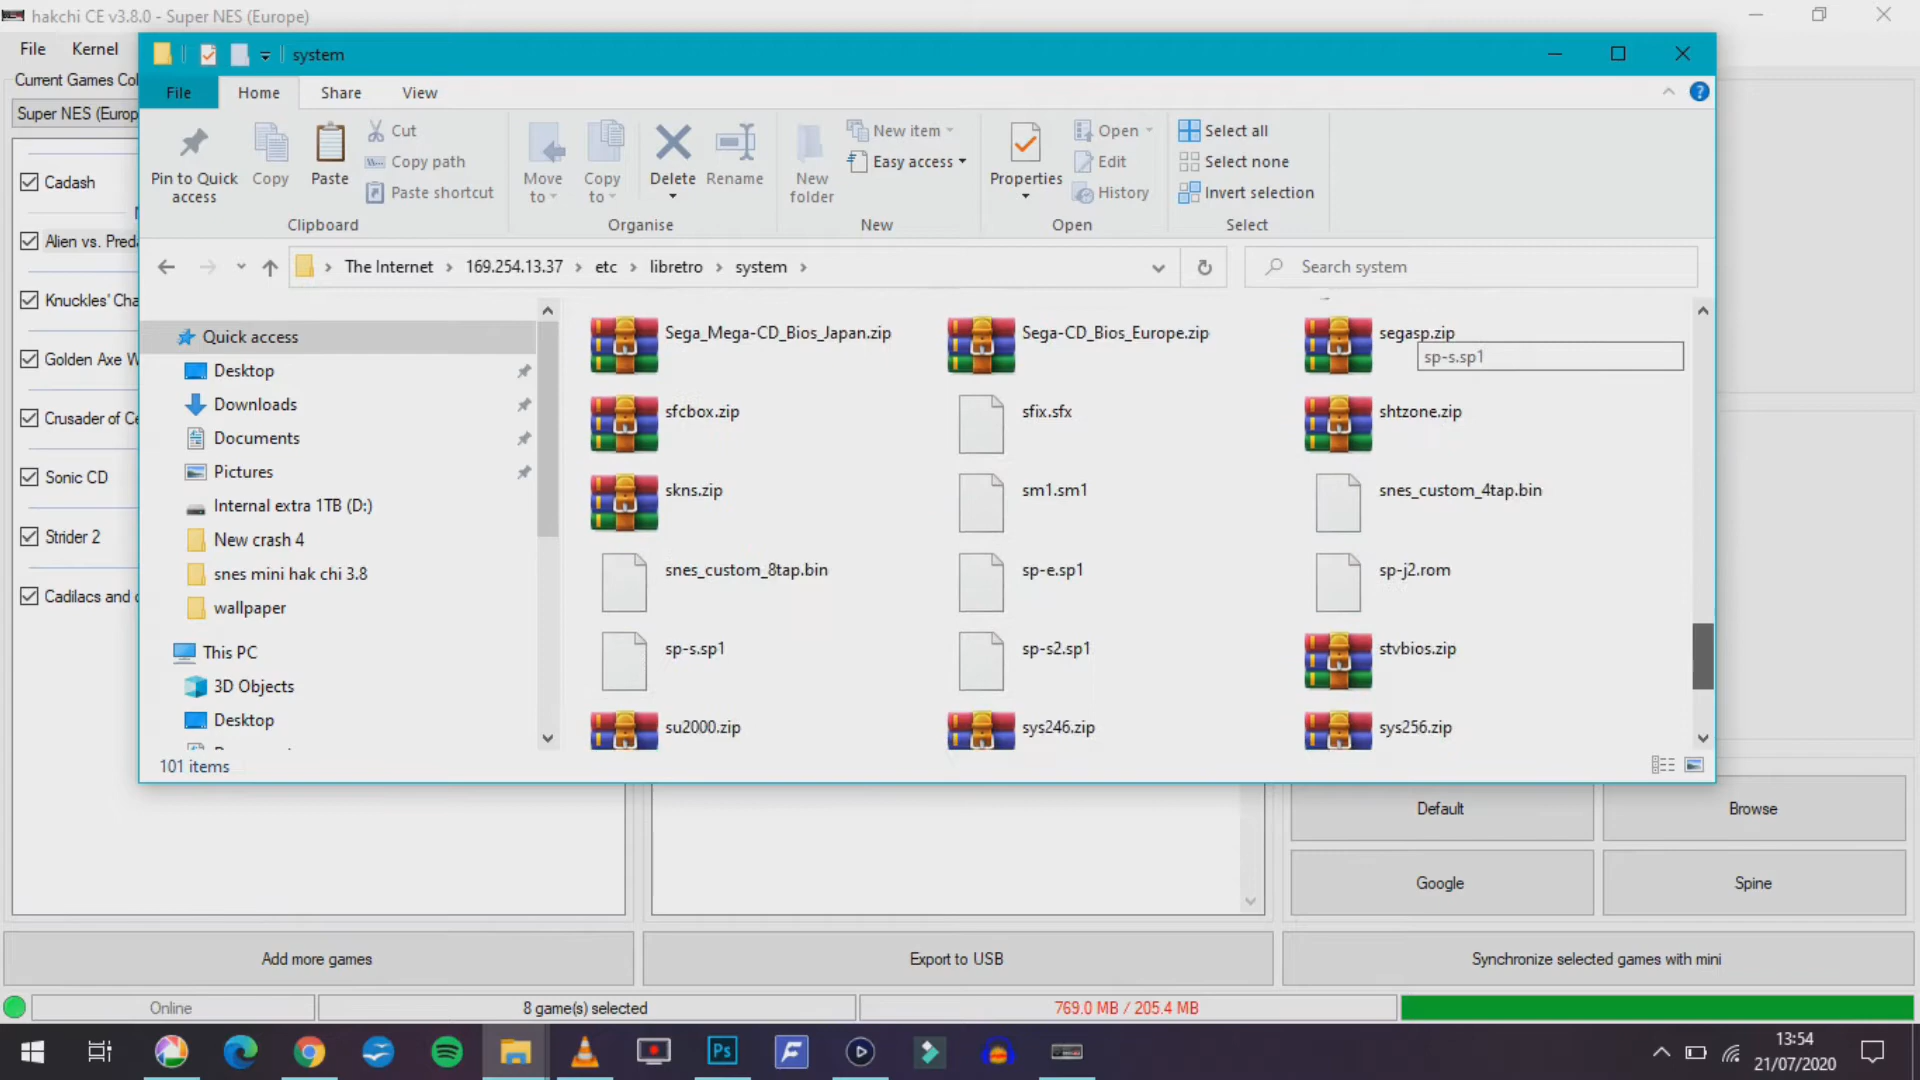 hakchi CE v3.8.0 - Super NES (Europe)
File Kernel
Current Games Col
Super NES (Europ
Cadash
Alien vs. Preda
Knuckles' Cha
Golden Axe W
Crusader of Ce
Sonic CD
Strider 2
Cadilacs and
system
File Home Share View
Pin to Quick access
Copy
Paste
Cut
Copy path
Paste shortcut
Clipboard
Move to
Copy to
Delete
Rename
Organise
New folder
New item
Easy access
New
Properties
Open
Edit
History
Open
Select all
Select none
Invert selection
Select
The Internet > 169.254.13.37 > etc > libretro > system >
Search system
Quick access
Desktop
Downloads
Documents
Pictures
Internal extra 1TB (D:)
New crash 4
snes mini hak chi 3.8
wallpaper
This PC
3D Objects
Desktop
Sega_Mega-CD_Bios_Japan.zip
Sega-CD_Bios_Europe.zip
segasp.zip
sp-s.sp1
sfcbox.zip
sfix.sfx
shtzone.zip
skns.zip
sm1.sm1
snes_custom_4tap.bin
snes_custom_8tap.bin
sp-e.sp1
sp-j2.rom
sp-s.sp1
sp-s2.sp1
stvbios.zip
su2000.zip
sys246.zip
sys256.zip
101 items
Default
Browse
Google
Spine
Add more games
Export to USB
Synchronize selected games with mini
Online
8 game(s) selected
769.0 MB / 205.4 MB
Ps
13:54
21/07/2020